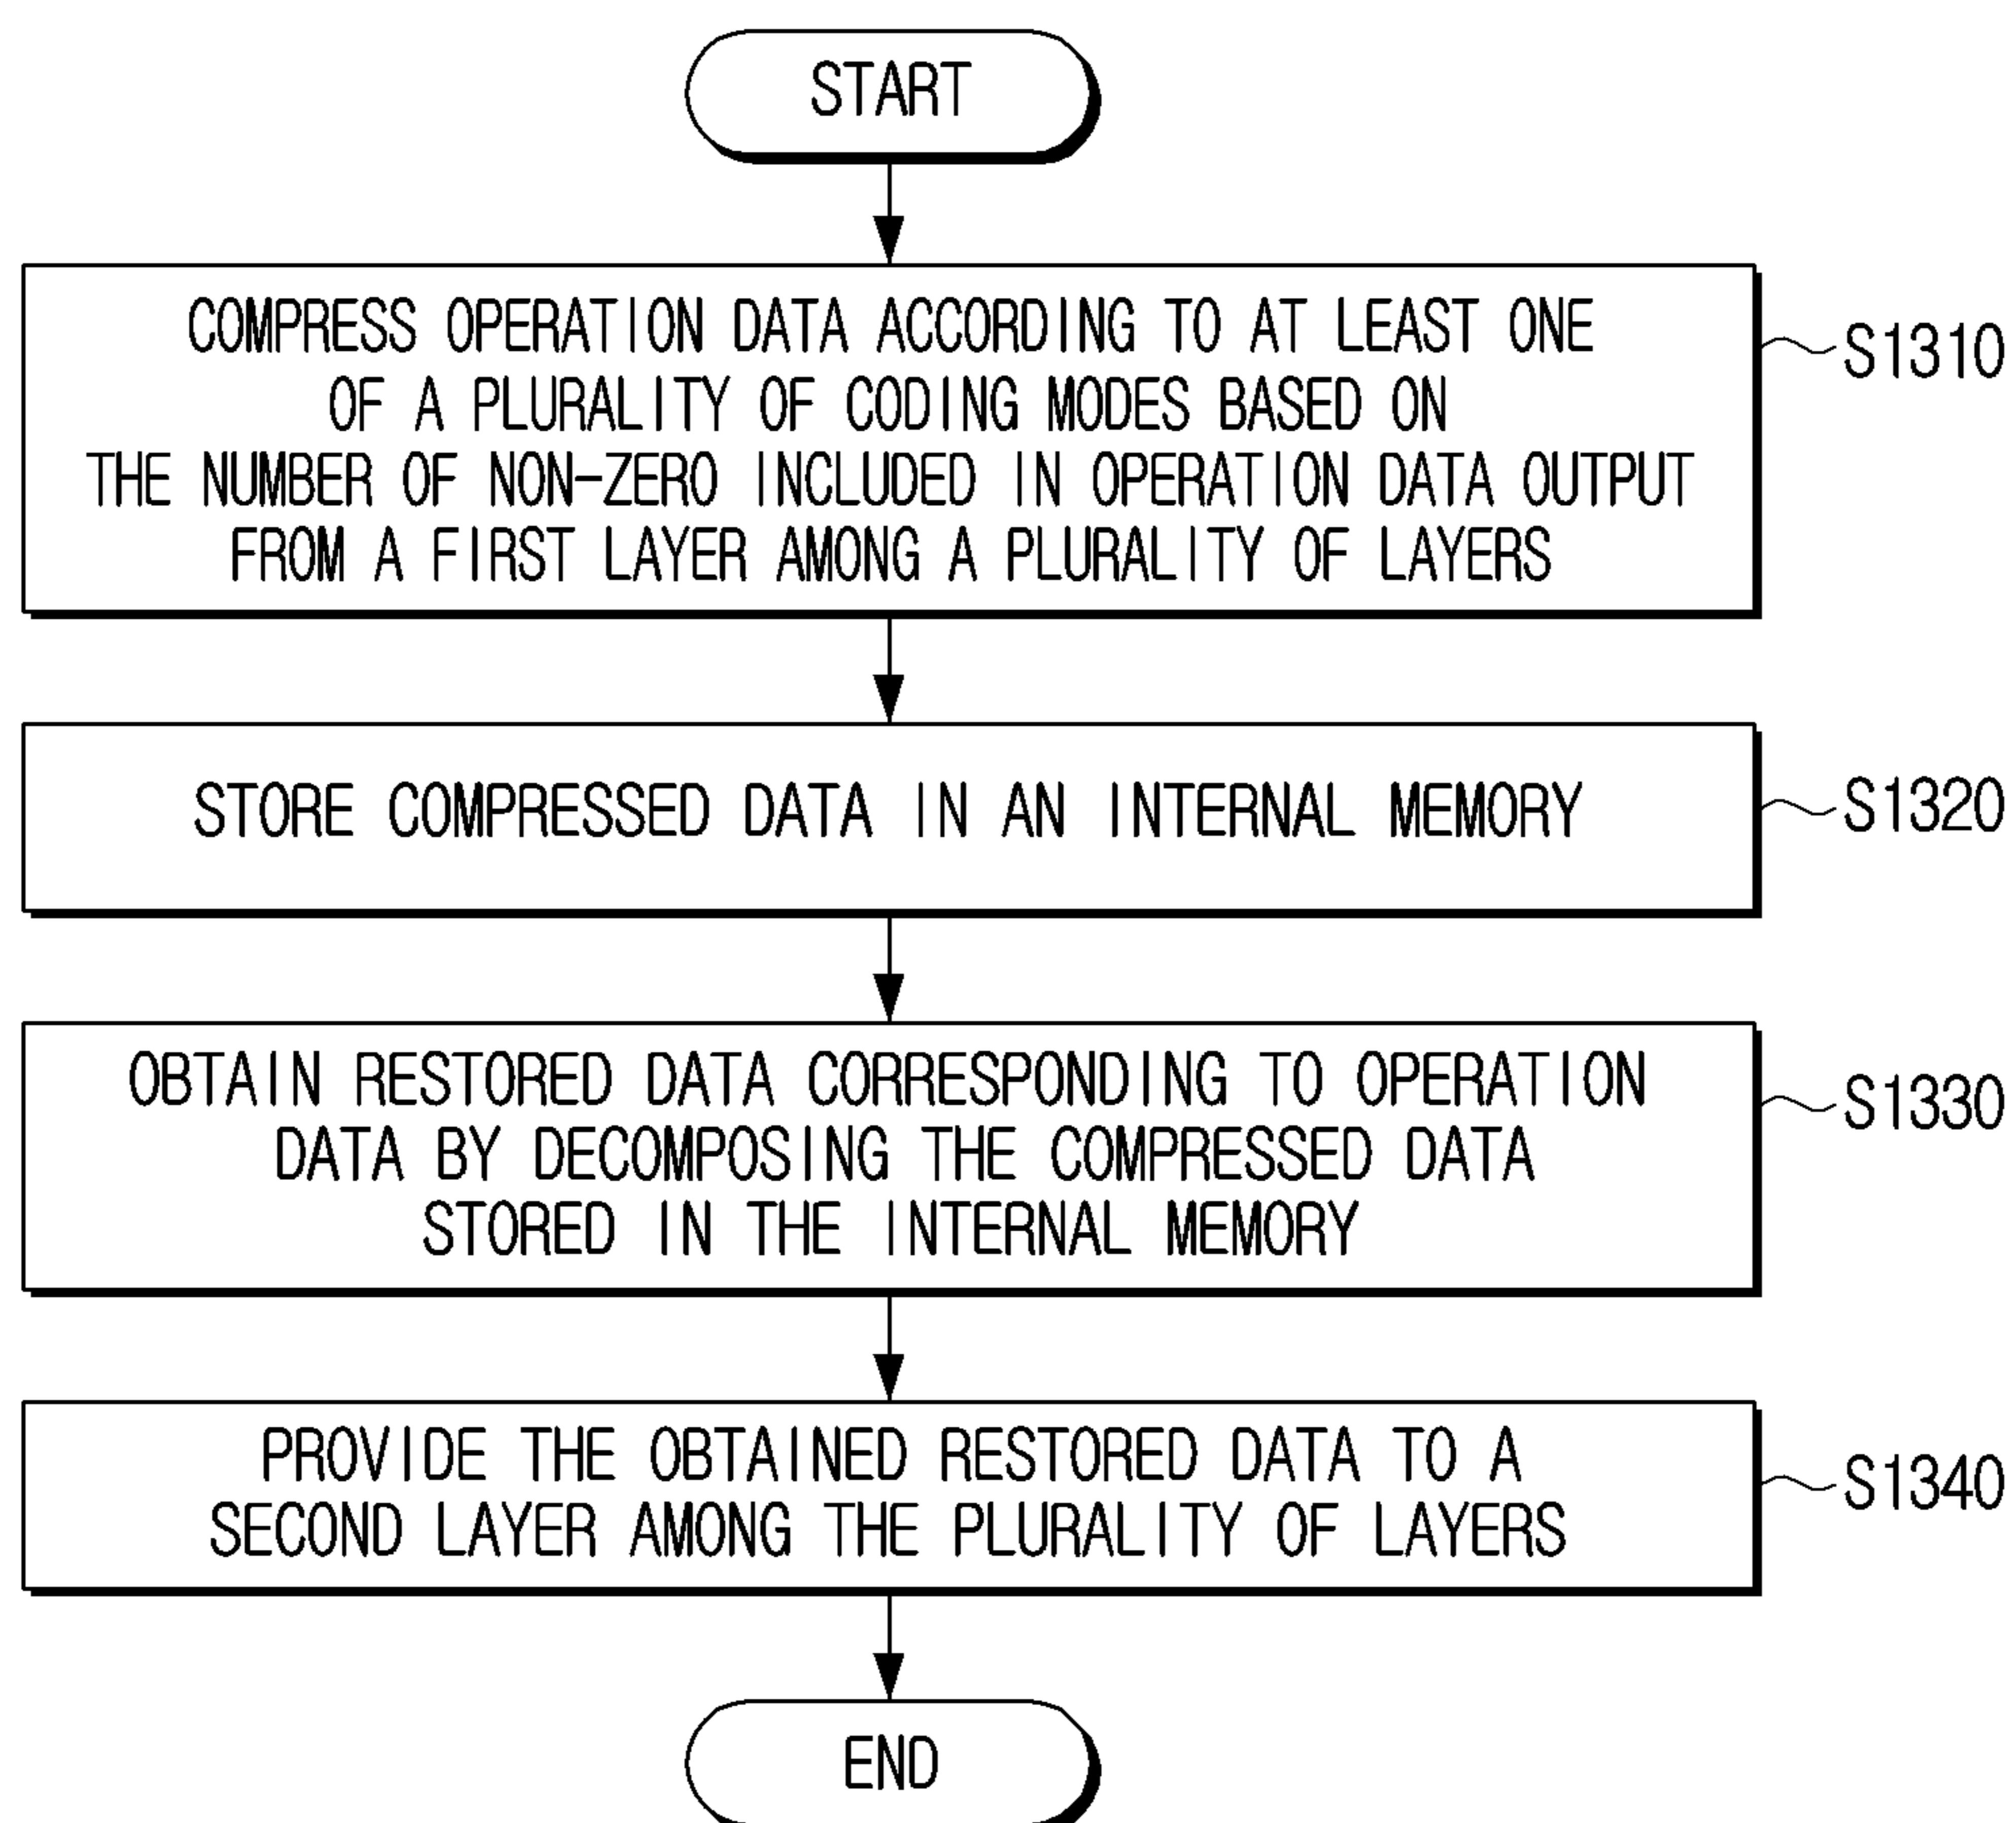 START
COMPRESS OPERATION DATA ACCORDING TO AT LEAST ONE
OF A PLURALITY OF CODING MODES BASED ON
THE NUMBER OF NON-ZERO INCLUDED IN OPERATION DATA OUTPUT
FROM A FIRST LAYER AMONG A PLURALITY OF LAYERS
S1310
STORE COMPRESSED DATA IN AN INTERNAL MEMORY
S1320
OBTAIN RESTORED DATA CORRESPONDING TO OPERATION
DATA BY DECOMPOSING THE COMPRESSED DATA
STORED IN THE INTERNAL MEMORY
S1330
PROVIDE THE OBTAINED RESTORED DATA TO A
SECOND LAYER AMONG THE PLURALITY OF LAYERS
S1340
END